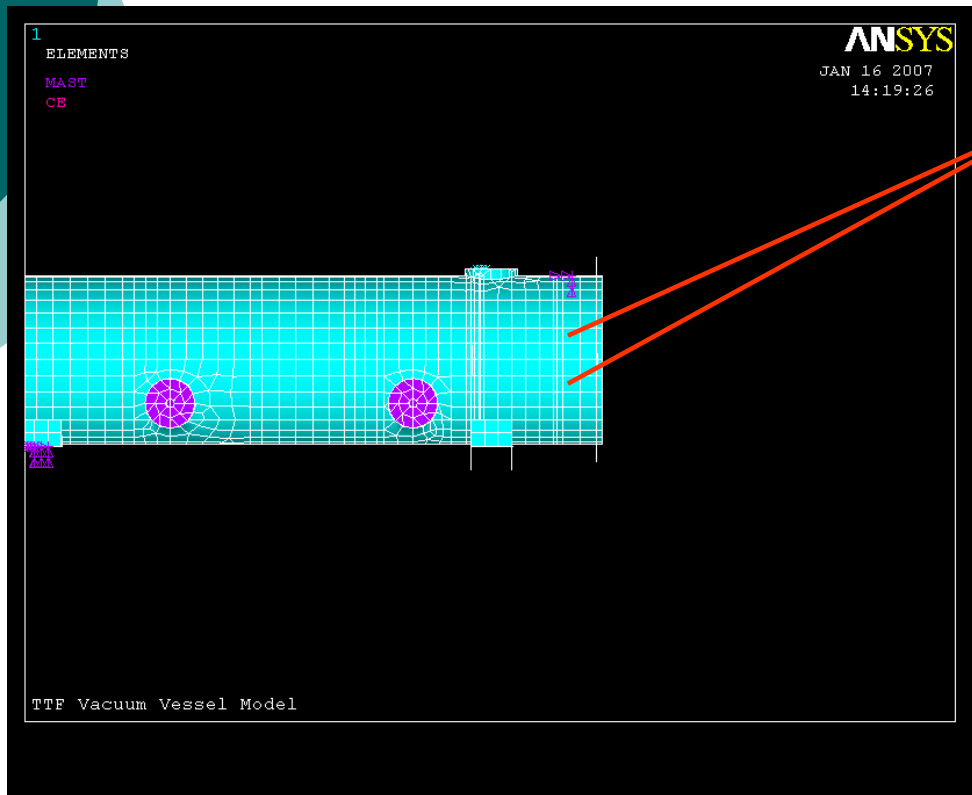 1
ELEMENTS
MAST
CE
ANSYS
JAN 16 2007
14:19:26
TTF Vacuum Vessel Model